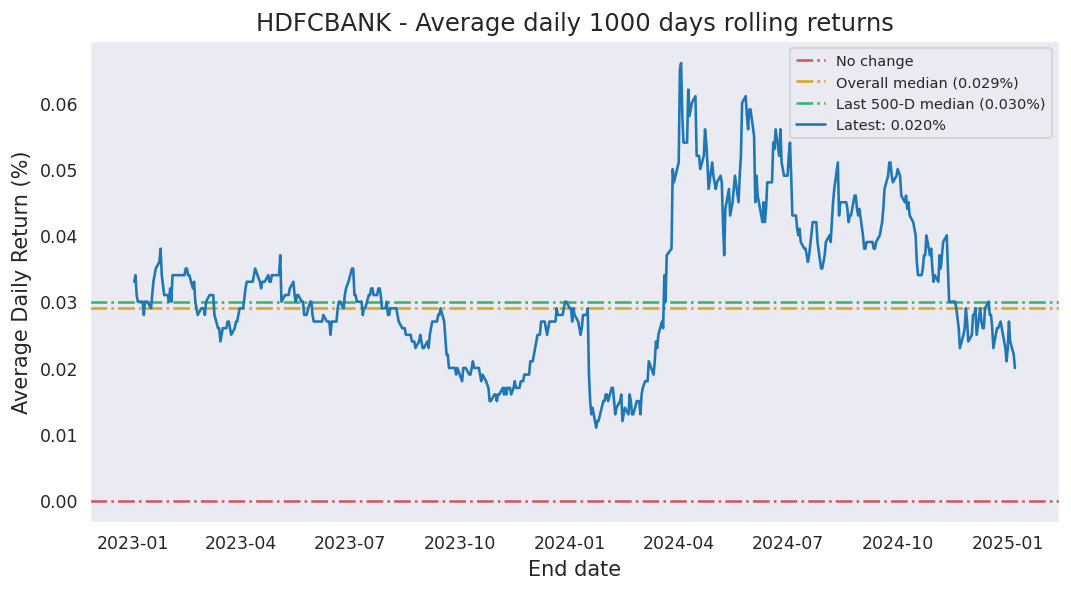 HDFCBANK - Average daily 1000 days rolling returns
No change
Overall median (0.029%)
Last 500-D median (0.030%)
Latest: 0.020%
Average Daily Return (%)
0.06
0.05
0.04
0.03
0.02
0.01
0.00
2023-01 2023-04 2023-07 2023-10 2024-01 2024-04 2024-07 2024-10 2025-01
End date